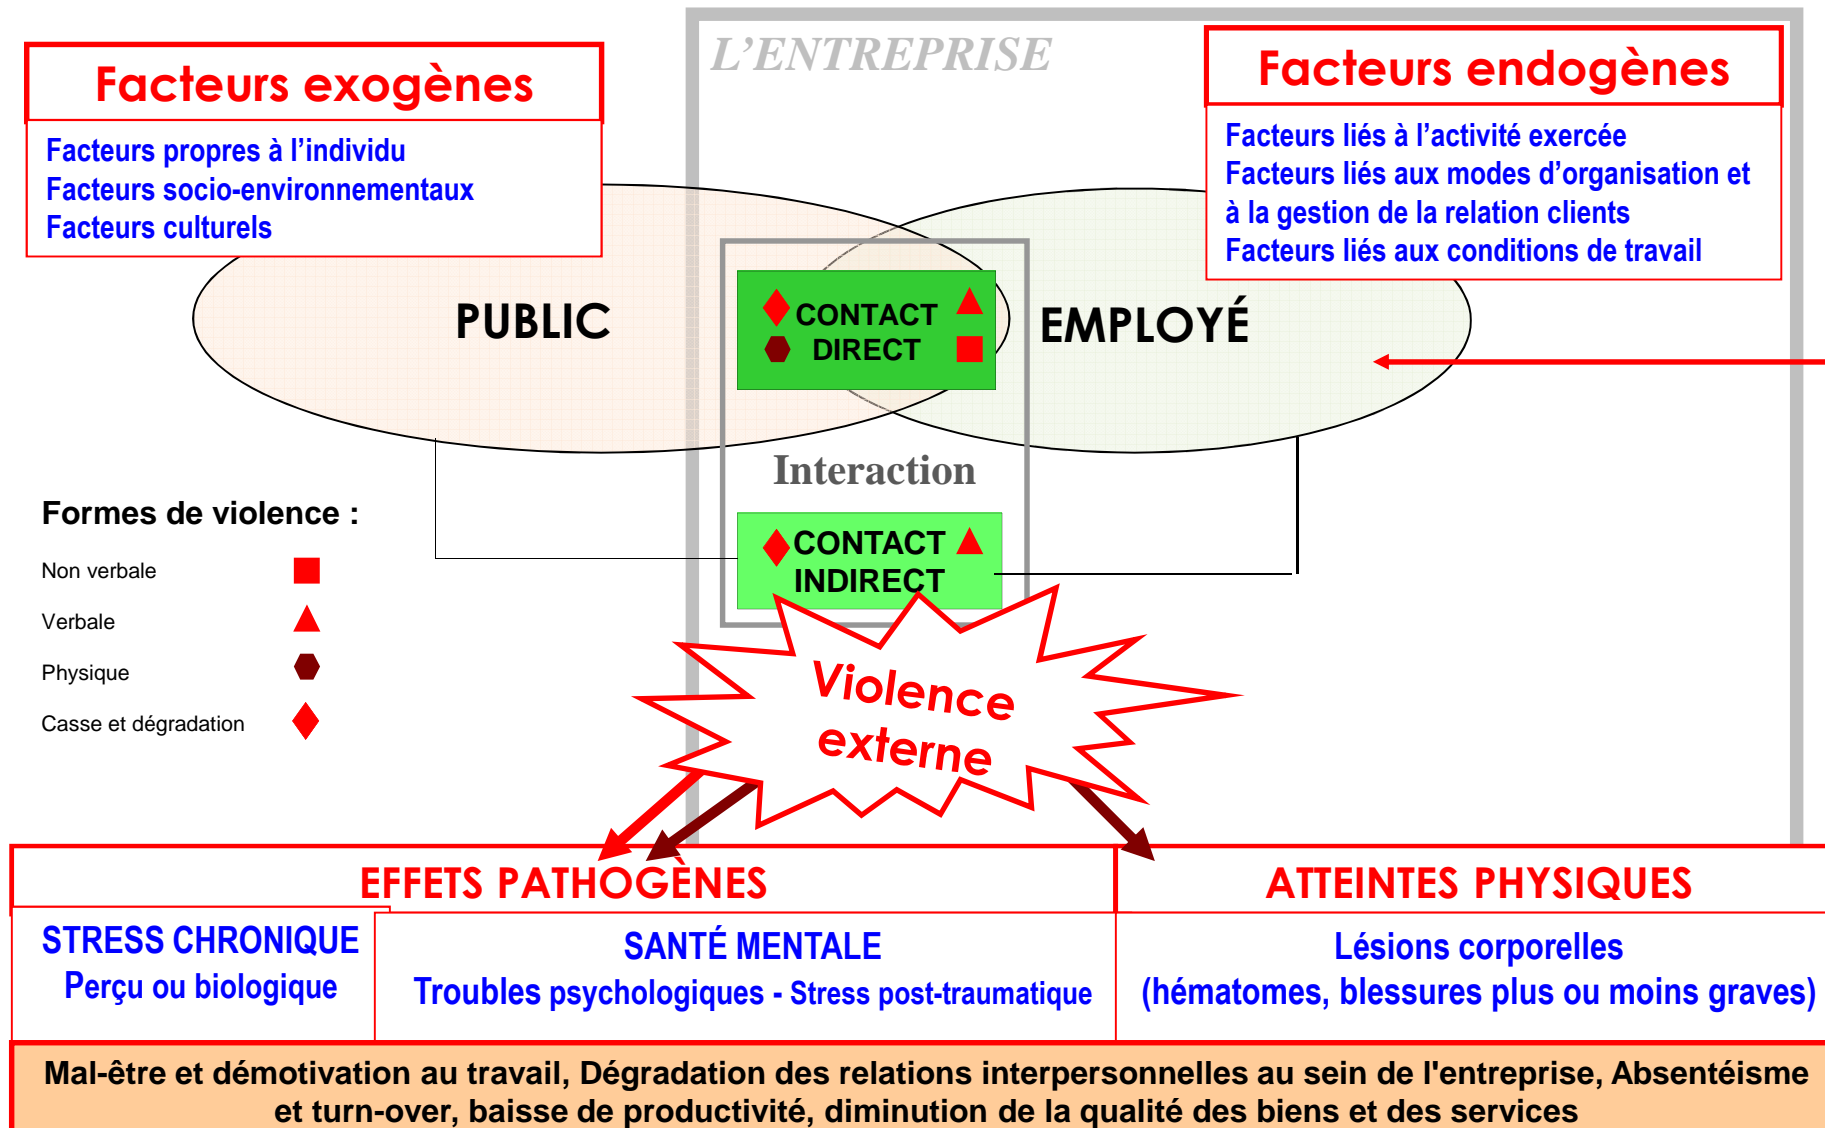 L'ENTREPRISE
Facteurs exogènes
Facteurs propres à l'individu
Facteurs socio-environnementaux
Facteurs culturels
Facteurs endogènes
Facteurs liés à l'activité exercée
Facteurs liés aux modes d'organisation et
à la gestion de la relation clients
Facteurs liés aux conditions de travail
PUBLIC
CONTACT
DIRECT
EMPLOYÉ
Interaction
CONTACT
INDIRECT
Formes de violence :
Non verbale
Verbale
Physique
Casse et dégradation
Violence
externe
EFFETS PATHOGÈNES
ATTEINTES PHYSIQUES
STRESS CHRONIQUE
Perçu ou biologique
SANTÉ MENTALE
Troubles psychologiques - Stress post-traumatique
Lésions corporelles
(hématomes, blessures plus ou moins graves)
Mal-être et démotivation au travail, Dégradation des relations interpersonnelles au sein de l'entreprise, Absentéisme
et turn-over, baisse de productivité, diminution de la qualité des biens et des services